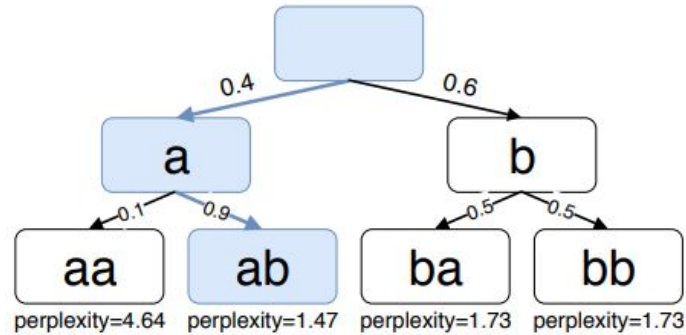 0.4 0.6
a b
0.1 0.9 0.5 0.5
aa ab ba bb
perplexity=4.64 perplexity=1.47 perplexity=1.73 perplexity=1.73